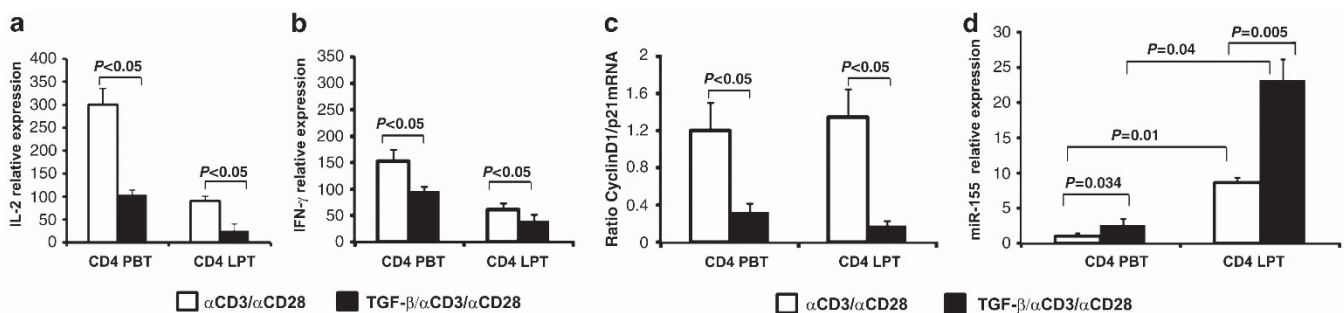 a
IL-2 relative expression
400
350
300
250
200
150
100
50
0
P<0.05
P<0.05
CD4 PBT
CD4 LPT
b
IFN-γ relative expression
350
300
250
200
150
100
50
0
P<0.05
P<0.05
CD4 PBT
CD4 LPT
αCD3/αCD28
TGF-β/αCD3/αCD28
c
Ratio CyclinD1/p21mRNA
2
1.6
1.2
0.8
0.4
0
P<0.05
P<0.05
CD4 PBT
CD4 LPT
d
miR-155 relative expression
30
25
20
15
10
5
0
P=0.005
P=0.04
P=0.01
P=0.034
CD4 PBT
CD4 LPT
αCD3/αCD28
TGF-β/αCD3/αCD28